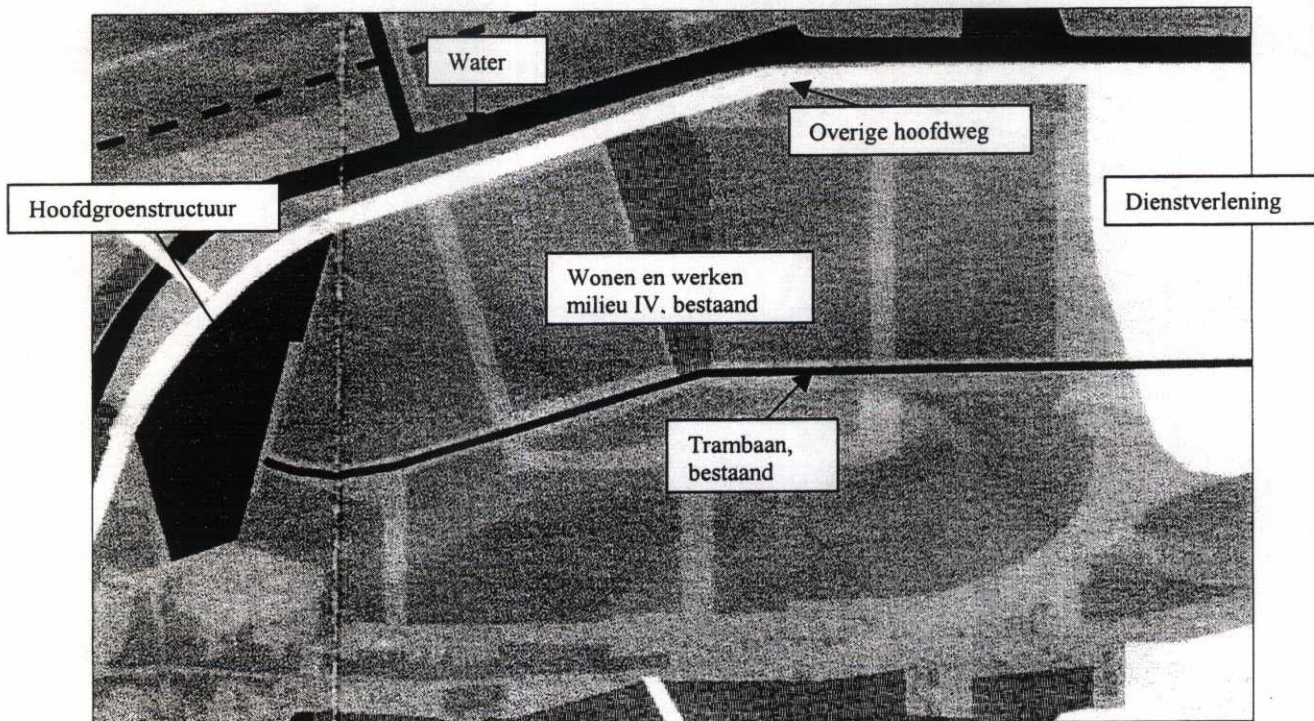 Water
Overige hoofdweg
Hoofdgroenstructuur
Dienstverlening
Wonen en werken
milieu IV. bestaand
Trambaan,
bestaand